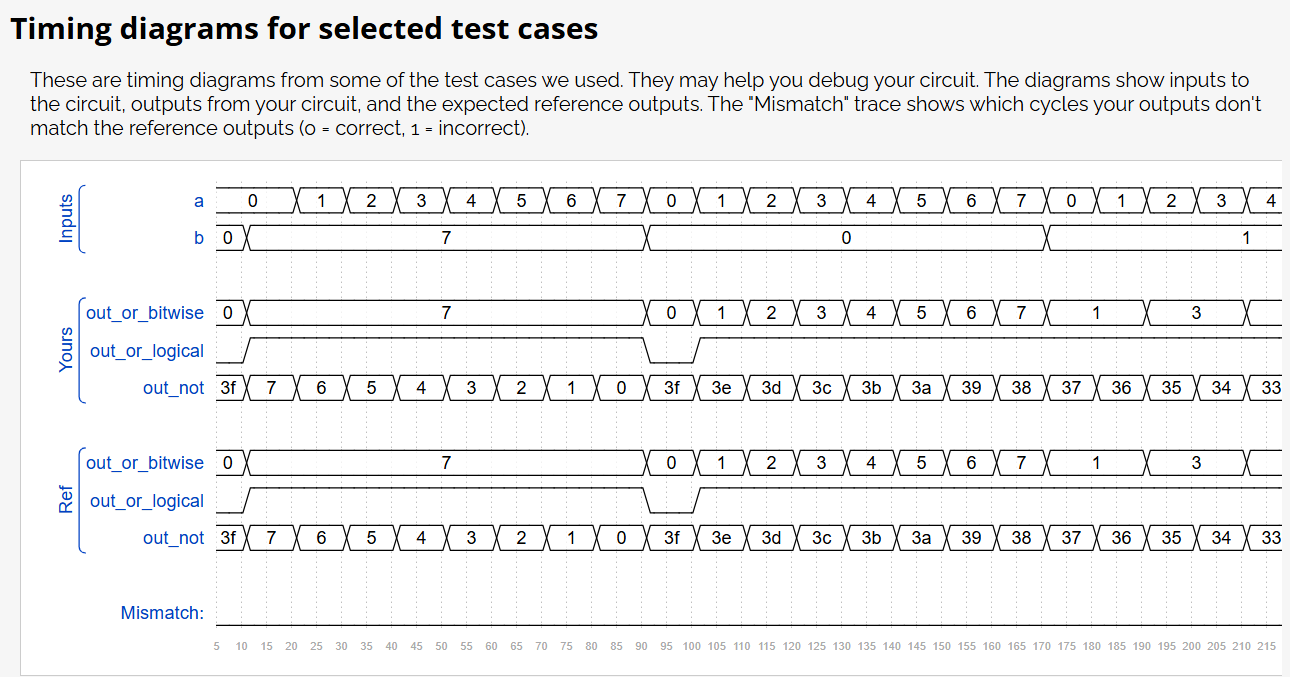 Timing diagrams for selected test cases
These are timing diagrams from some of the test cases we used. They may help you debug your circuit. The diagrams show inputs to
the circuit, outputs from your circuit, and the expected reference outputs. The "Mismatch" trace shows which cycles your outputs don't
match the reference outputs (0 = correct, 1 = incorrect).
Inputs
a 0 1 2 3 4 5 6 7 0 1 2 3 4 5 6 7 0 1 2 3 4
b 0 7 0 1
Yours
out_or_bitwise 0 7 0 1 2 3 4 5 6 7 1 3
out_or_logical
out_not 3f 7 6 5 4 3 2 1 0 3f 3e 3d 3c 3b 3a 39 38 37 36 35 34 33
Ref
out_or_bitwise 0 7 0 1 2 3 4 5 6 7 1 3
out_or_logical
out_not 3f 7 6 5 4 3 2 1 0 3f 3e 3d 3c 3b 3a 39 38 37 36 35 34 33
Mismatch:
5 10 15 20 25 30 35 40 45 50 55 60 65 70 75 80 85 90 95 100 105 110 115 120 125 130 135 140 145 150 155 160 165 170 175 180 185 190 195 200 205 210 215